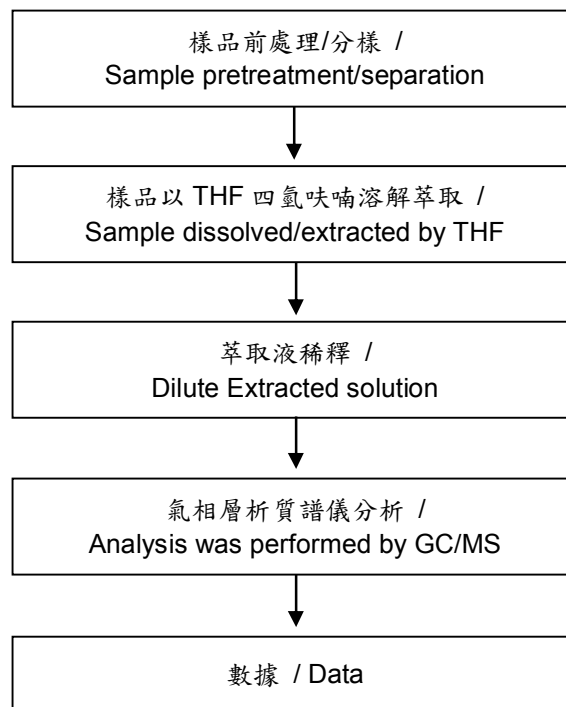 樣品前處理/分樣 /
Sample pretreatment/separation
樣品以 THF 四氫呋喃溶解萃取 /
Sample dissolved/extracted by THF
萃取液稀釋 /
Dilute Extracted solution
氣相層析質譜儀分析 /
Analysis was performed by GC/MS
數據 / Data